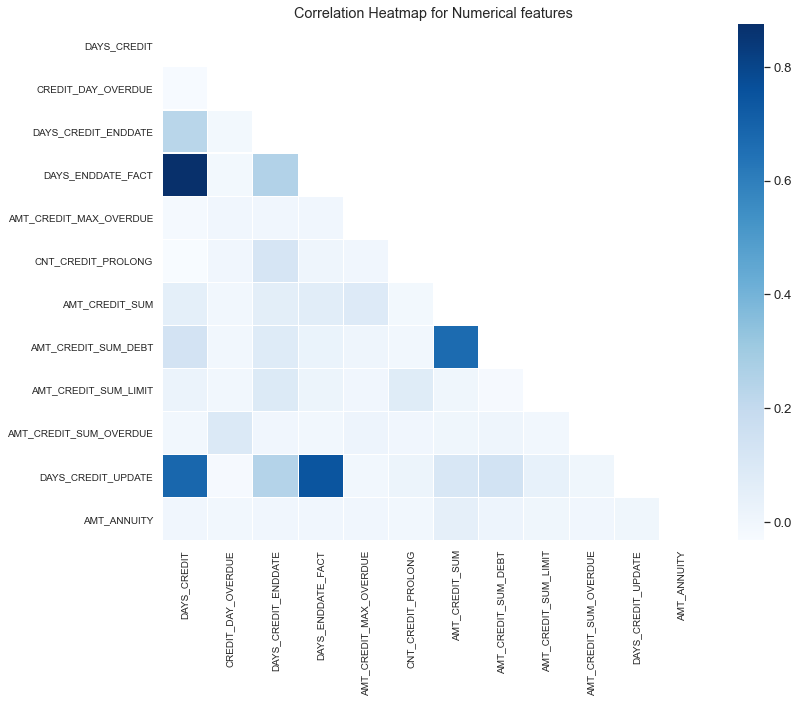 Correlation Heatmap for Numerical features
DAYS_CREDIT
CREDIT_DAY_OVERDUE
DAYS_CREDIT_ENDDATE
DAYS_ENDDATE_FACT
AMT_CREDIT_MAX_OVERDUE
CNT_CREDIT_PROLONG
AMT_CREDIT_SUM
AMT_CREDIT_SUM_DEBT
AMT_CREDIT_SUM_LIMIT
AMT_CREDIT_SUM_OVERDUE
DAYS_CREDIT_UPDATE
AMT_ANNUITY
DAYS_CREDIT
CREDIT_DAY_OVERDUE
DAYS_CREDIT_ENDDATE
DAYS_ENDDATE_FACT
AMT_CREDIT_MAX_OVERDUE
CNT_CREDIT_PROLONG
AMT_CREDIT_SUM
AMT_CREDIT_SUM_DEBT
AMT_CREDIT_SUM_LIMIT
AMT_CREDIT_SUM_OVERDUE
DAYS_CREDIT_UPDATE
AMT_ANNUITY
0.8
0.6
0.4
0.2
0.0